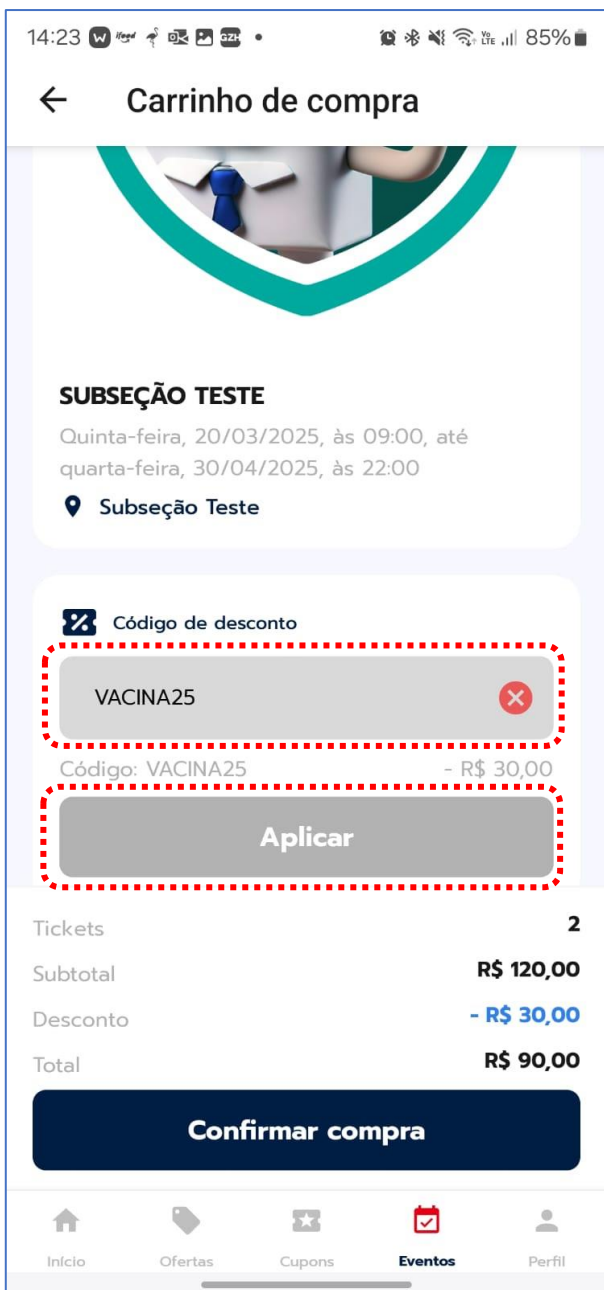 14:23
85%
Carrinho de compra
SUBSEÇÃO TESTE
Quinta-feira, 20/03/2025, às 09:00, até
quarta-feira, 30/04/2025, às 22:00
Subseção Teste
Código de desconto
VACINA25
Código: VACINA25 - R$ 30,00
Aplicar
Tickets 2
Subtotal R$ 120,00
Desconto - R$ 30,00
Total R$ 90,00
Confirmar compra
Início Ofertas Cupons Eventos Perfil